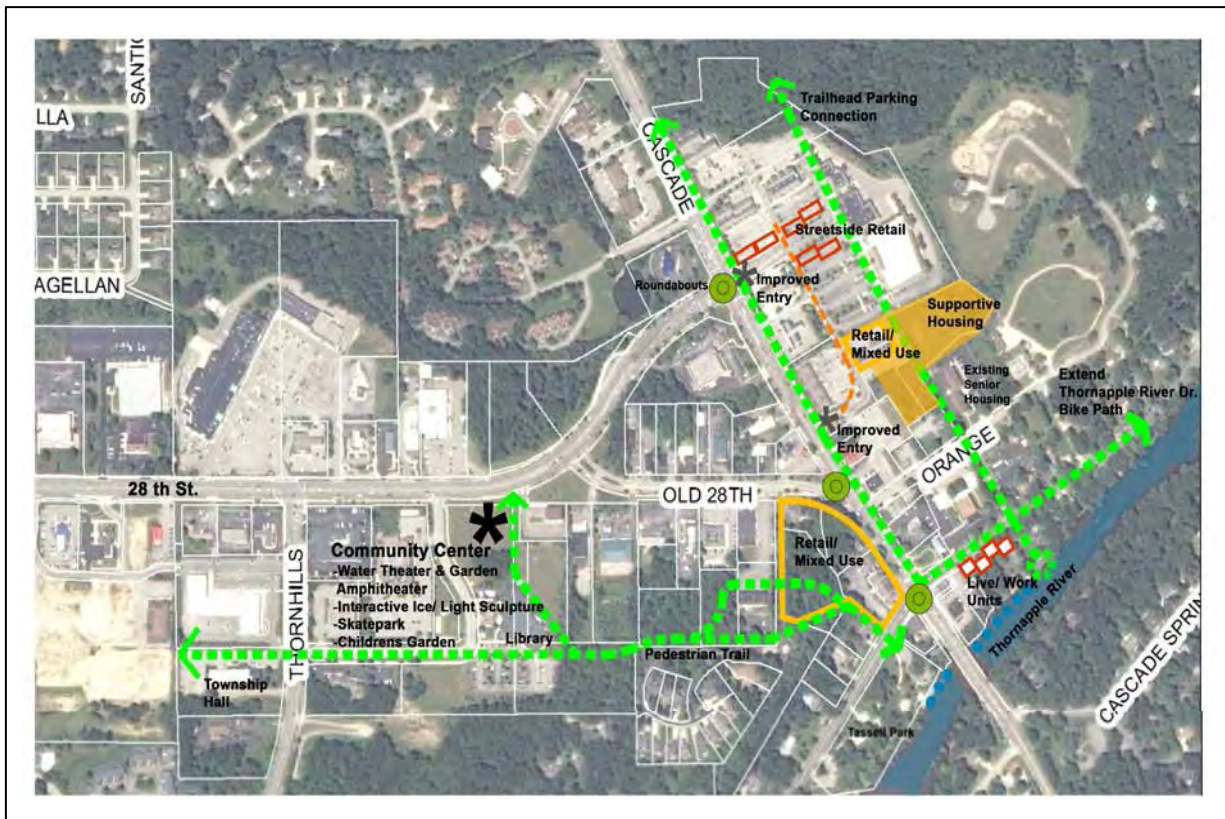 SANTIC
LLA
AGELLAN
CASCADE
Trailhead Parking
Connection
Streetside Retail
Roundabouts
Improved
Entry
Supportive
Housing
Retail/
Mixed Use
Existing
Senior
Housing
Extend
Thornapple River Dr.
Bike Path
Improved
Entry
ORANGE
28 th St.
OLD 28TH
Community Center
-Water Theater & Garden
Amphitheater
-Interactive Ice/ Light Sculpture
-Skatepark
-Childrens Garden
Retail/
Mixed Use
Live/ Work
Units
Thornapple River
THORNHILLS
Library
Pedestrian Trail
Township
Hall
Tassell Park
CASCADE SPRIN